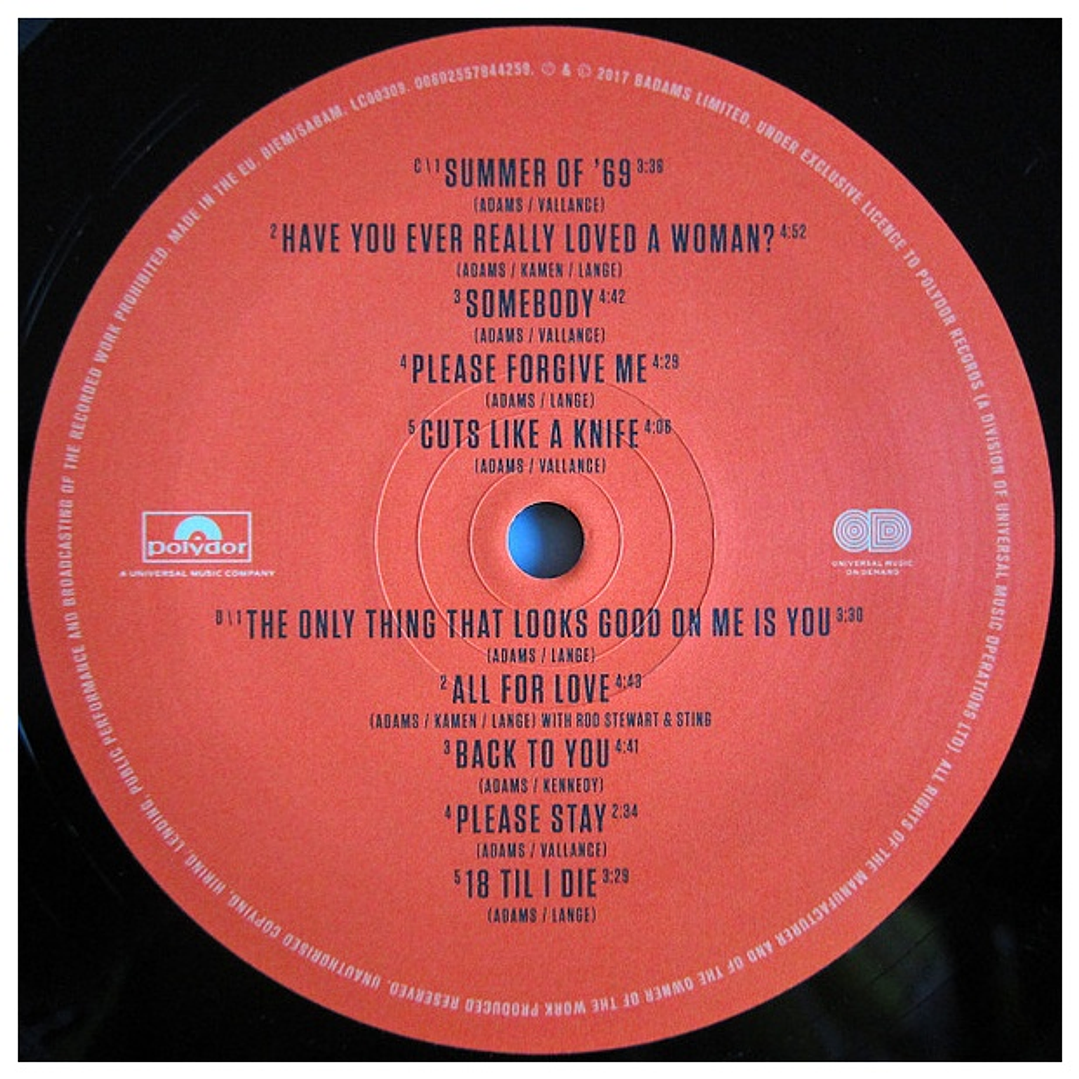 C\1 SUMMER OF '69 3:36
(ADAMS / VALLANCE)
2 HAVE YOU EVER REALLY LOVED A WOMAN? 4:52
(ADAMS / KAMEN / LANGE)
3 SOMEBODY 4:42
(ADAMS / VALLANCE)
4 PLEASE FORGIVE ME 4:29
(ADAMS / LANGE)
5 CUTS LIKE A KNIFE 4:06
(ADAMS / VALLANCE)
polydor
A UNIVERSAL MUSIC COMPANY
OD
UNIVERSAL MUSIC
ON DEMAND
D\1 THE ONLY THING THAT LOOKS GOOD ON ME IS YOU 3:30
(ADAMS / LANGE)
2 ALL FOR LOVE 4:43
(ADAMS / KAMEN / LANGE) WITH ROD STEWART & STING
3 BACK TO YOU 4:41
(ADAMS / KENNEDY)
4 PLEASE STAY 2:34
(ADAMS / VALLANCE)
5 18 TIL I DIE 3:29
(ADAMS / LANGE)
00602557944259. ℗ & © 2017 BADAMS LIMITED, UNDER EXCLUSIVE LICENCE TO POLYDOR RECORDS (A DIVISION OF UNIVERSAL MUSIC OPERATIONS LTD). ALL RIGHTS OF THE MANUFACTURER AND OF THE OWNER OF THE WORK PRODUCED RESERVED. UNAUTHORISED COPYING, HIRING, LENDING, PUBLIC PERFORMANCE AND BROADCASTING OF THE RECORDED WORK PROHIBITED. MADE IN THE EU. BIEM/SABAM. LC00309.